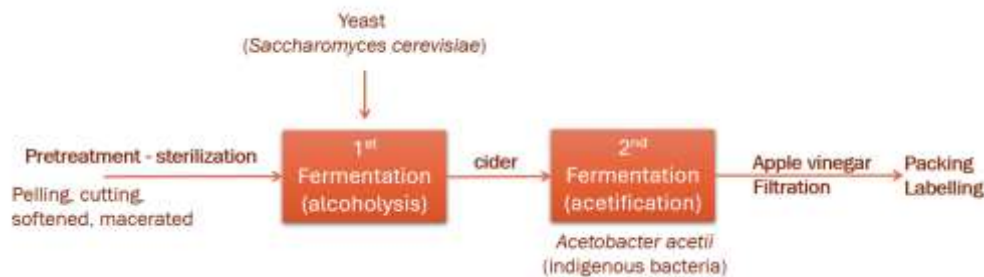 Yeast
(Saccharomyces cerevisiae)
Pretreatment - sterilization
Pelling, cutting,
softened, macerated
1st
Fermentation
(alcoholysis)
cider
2nd
Fermentation
(acetification)
Acetobacter acetii
(indigenous bacteria)
Apple vinegar
Filtration
Packing
Labelling